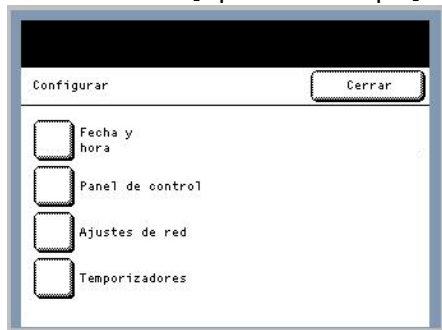 Configurar
Cerrar
Fecha y
hora
Panel de control
Ajustes de red
Temporizadores